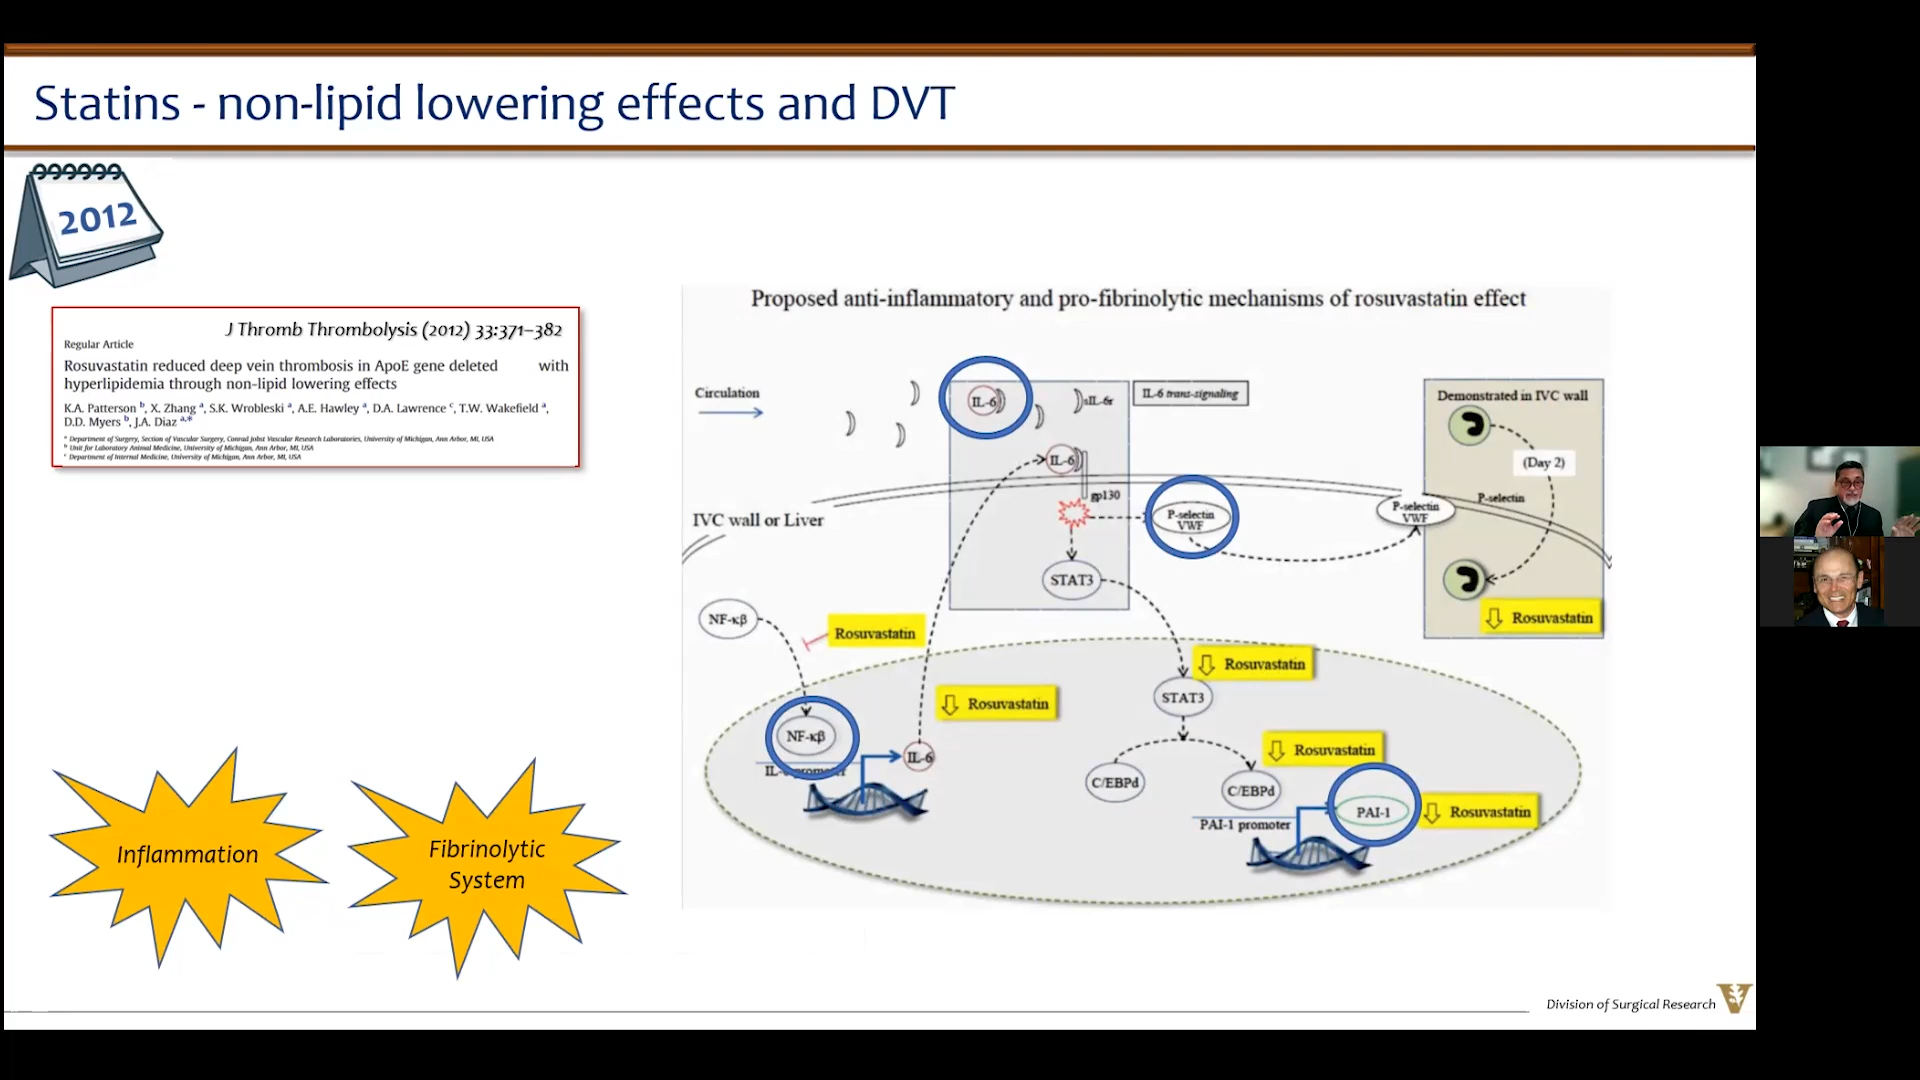 Statins - non-lipid lowering effects and DVT
2012
J Thromb Thrombolysis (2012) 33:371–382
Regular Article
Rosuvastatin reduced deep vein thrombosis in ApoE gene deleted with
hyperlipidemia through non-lipid lowering effects
K.A. Patterson b, X. Zhang a, S.K. Wrobleski a, A.E. Hawley a, D.A. Lawrence c, T.W. Wakefield a,
D.D. Myers b, J.A. Diaz a,*
a Department of Surgery, Section of Vascular Surgery, Conrad Jobst Vascular Research Laboratories, University of Michigan, Ann Arbor, MI, USA
b Unit for Laboratory Animal Medicine, University of Michigan, Ann Arbor, MI, USA
c Department of Internal Medicine, University of Michigan, Ann Arbor, MI, USA
Proposed anti-inflammatory and pro-fibrinolytic mechanisms of rosuvastatin effect
Circulation
IL-6
sIL-6r
IL-6 trans-signaling
Demonstrated in IVC wall
IL-6
(Day 2)
gp130
P-selectin
IVC wall or Liver
P-selectin
VWF
P-selectin
VWF
STAT3
NF-κβ
Rosuvastatin
Rosuvastatin
Rosuvastatin
Rosuvastatin
STAT3
NF-κβ
IL-6
Rosuvastatin
C/EBPd
C/EBPd
PAI-1
Rosuvastatin
PAI-1 promoter
Inflammation
Fibrinolytic
System
Division of Surgical Research
V